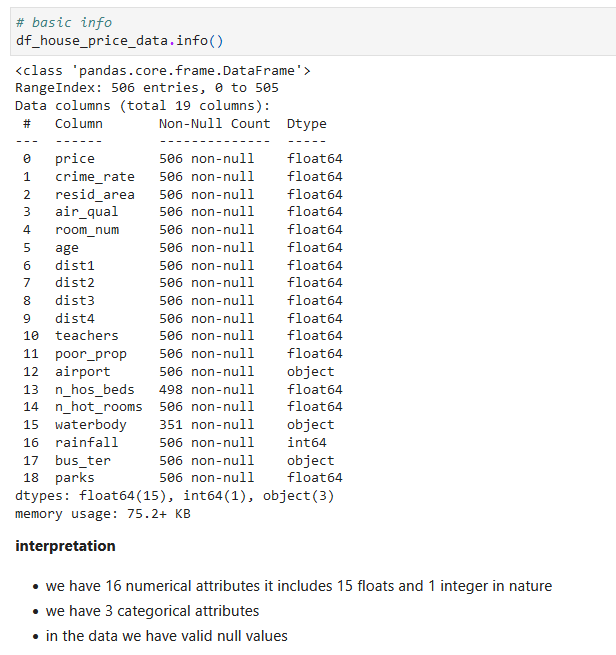 # basic info
df_house_price_data.info()
<class 'pandas.core.frame.DataFrame'>
RangeIndex: 506 entries, 0 to 505
Data columns (total 19 columns):
 #   Column       Non-Null Count  Dtype
---  ------       --------------  -----
 0   price        506 non-null    float64
 1   crime_rate   506 non-null    float64
 2   resid_area   506 non-null    float64
 3   air_qual     506 non-null    float64
 4   room_num     506 non-null    float64
 5   age          506 non-null    float64
 6   dist1        506 non-null    float64
 7   dist2        506 non-null    float64
 8   dist3        506 non-null    float64
 9   dist4        506 non-null    float64
 10  teachers     506 non-null    float64
 11  poor_prop    506 non-null    float64
 12  airport      506 non-null    object
 13  n_hos_beds   498 non-null    float64
 14  n_hot_rooms  506 non-null    float64
 15  waterbody    351 non-null    object
 16  rainfall     506 non-null    int64
 17  bus_ter      506 non-null    object
 18  parks        506 non-null    float64
dtypes: float64(15), int64(1), object(3)
memory usage: 75.2+ KB
interpretation
• we have 16 numerical attributes it includes 15 floats and 1 integer in nature
• we have 3 categorical attributes
• in the data we have valid null values